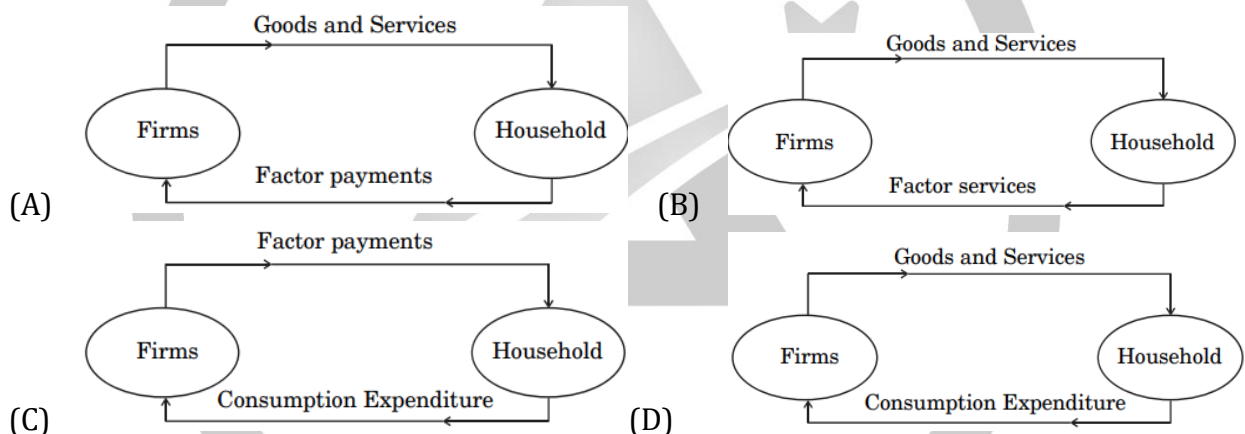 Goods and Services
Firms
Household
Factor payments
(A)
Goods and Services
Firms
Household
Factor services
(B)
Factor payments
Firms
Household
Consumption Expenditure
(C)
Goods and Services
Firms
Household
Consumption Expenditure
(D)